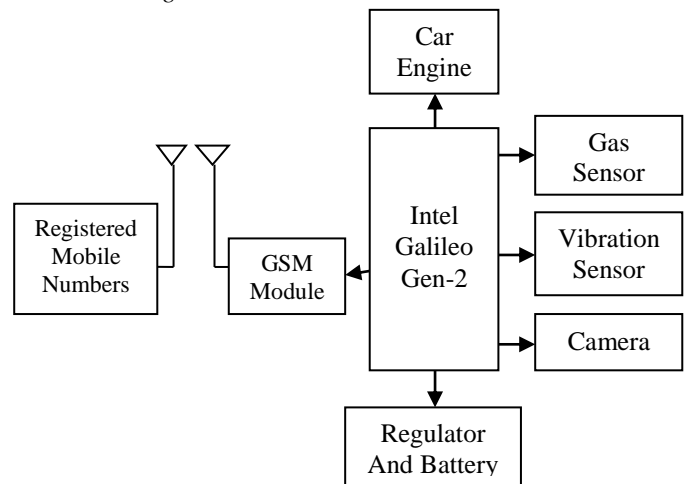 Car
Engine
Gas
Sensor
Intel
Galileo
Gen-2
Registered
Mobile
Numbers
GSM
Module
Vibration
Sensor
Camera
Regulator
And Battery